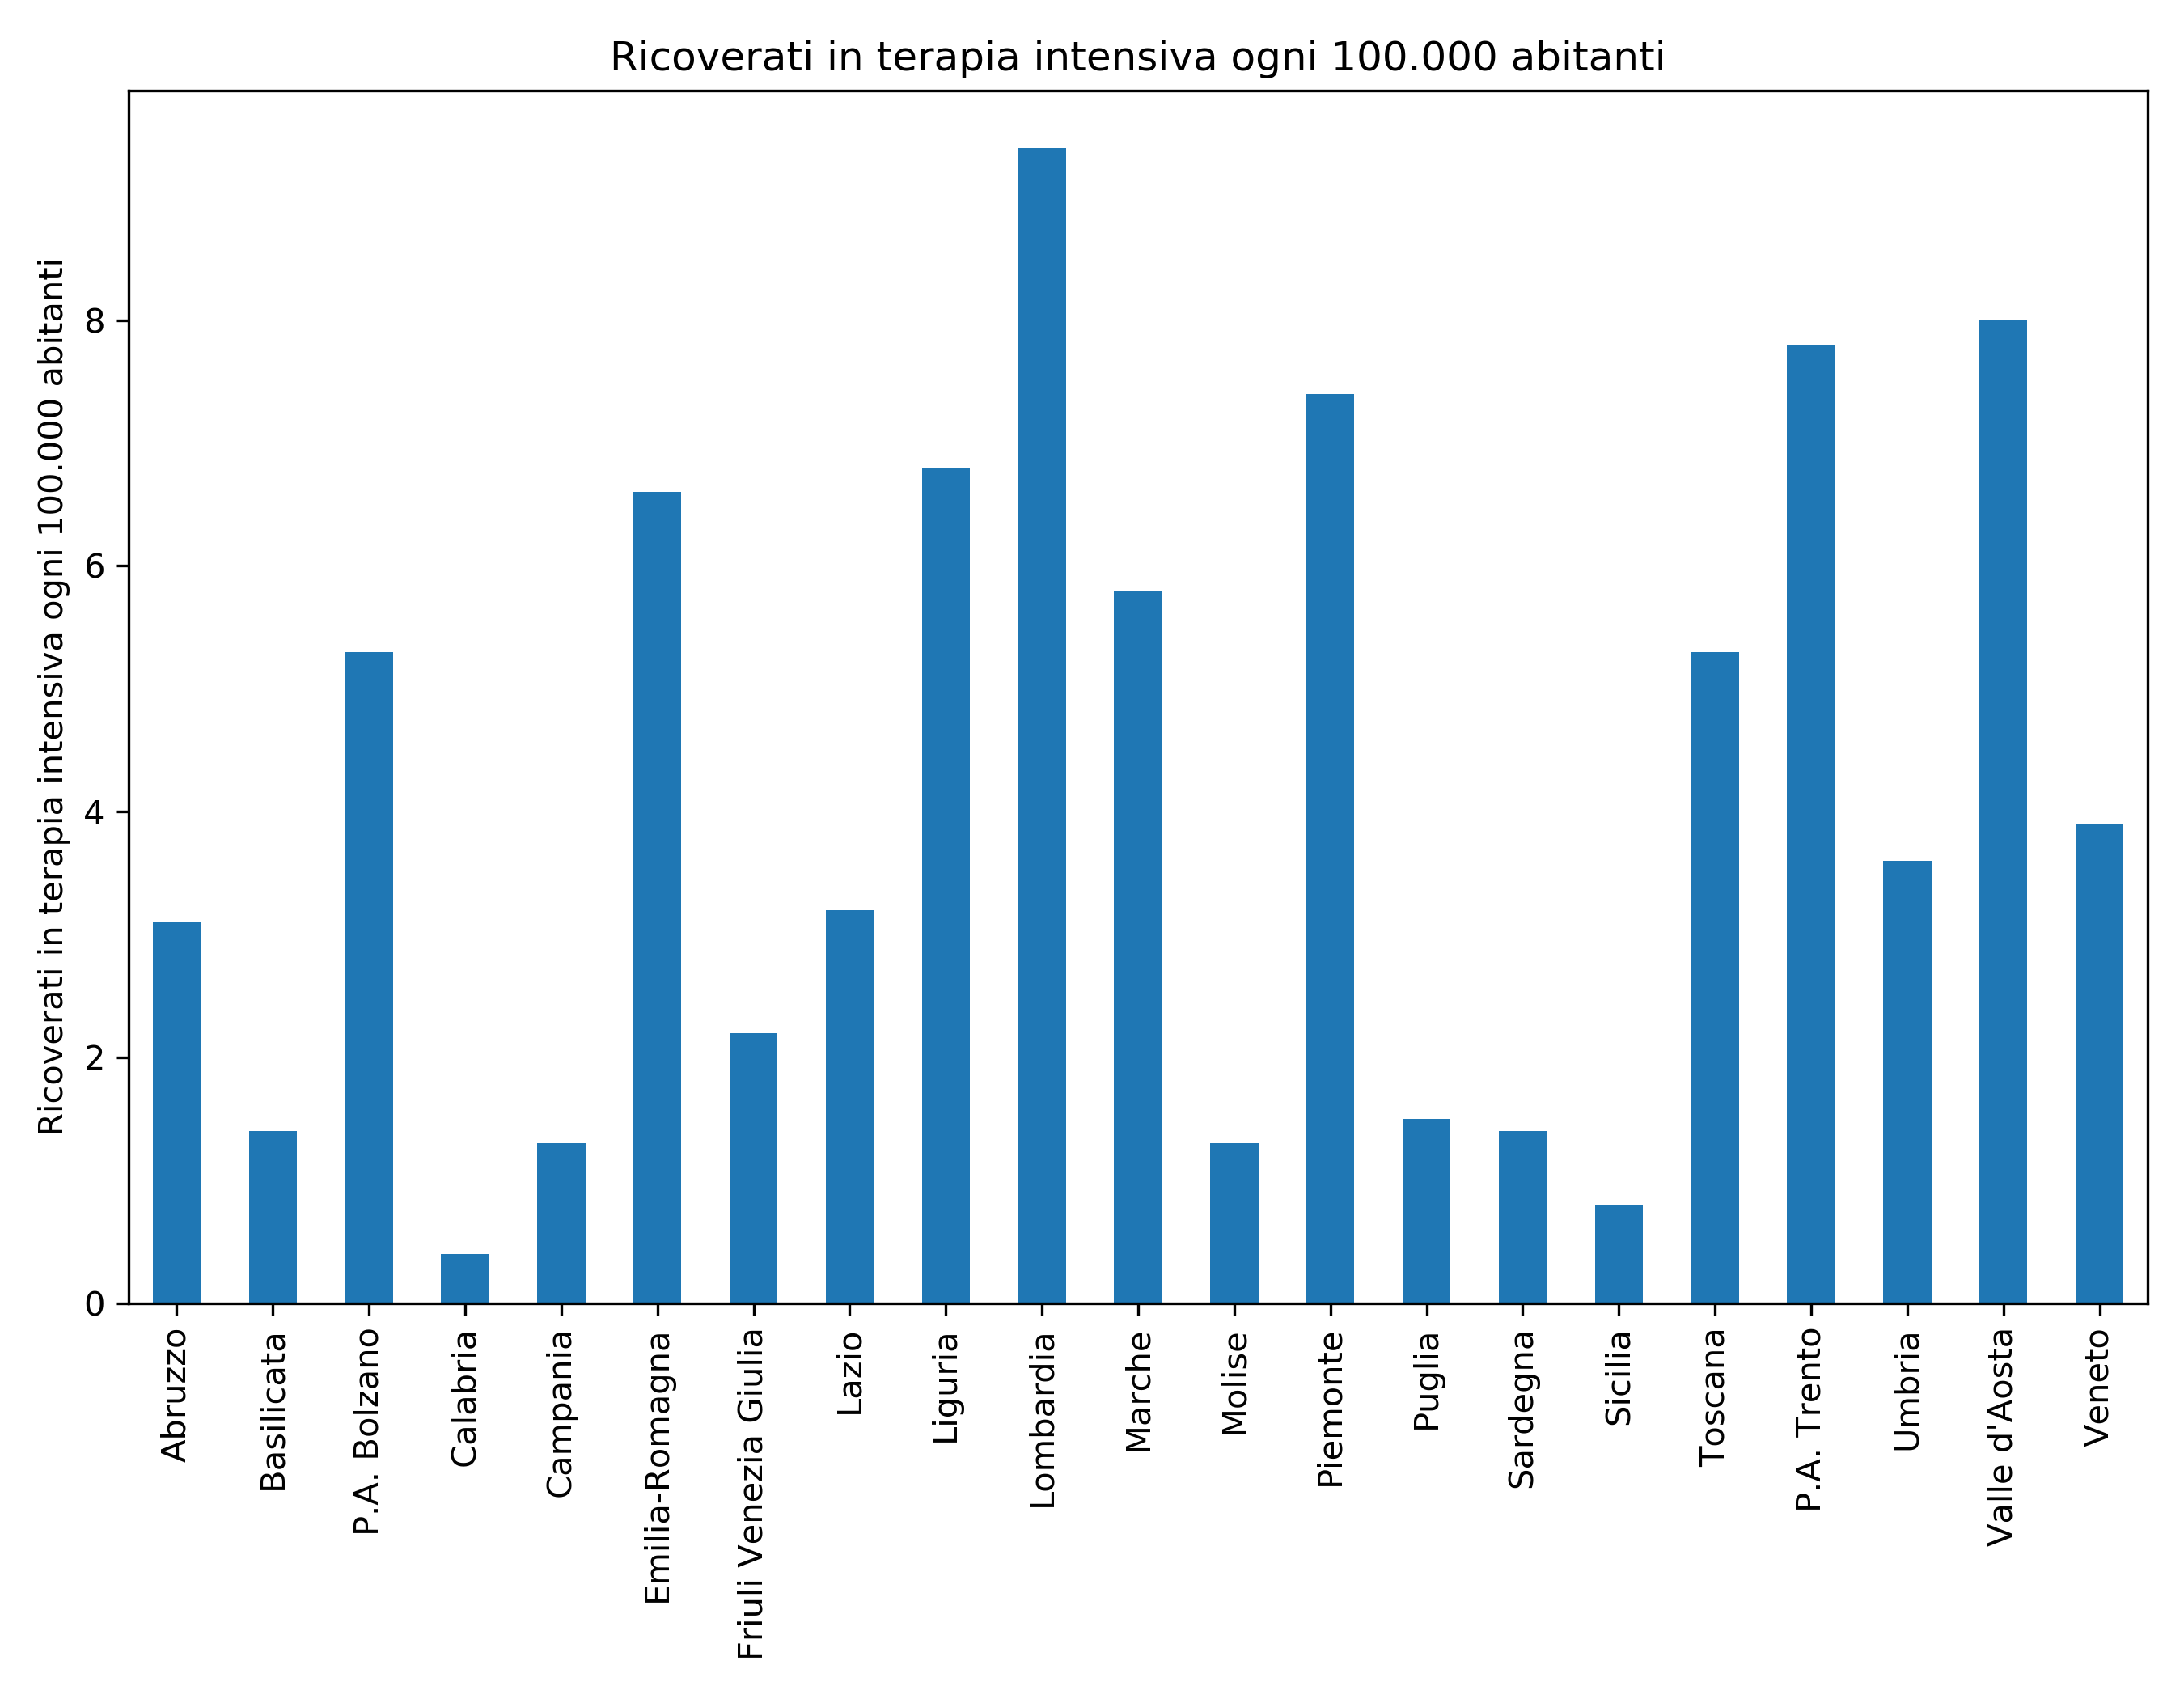 Ricoverati in terapia intensiva ogni 100.000 abitanti
Ricoverati in terapia intensiva ogni 100.000 abitanti
8
6
4
2
0
Abruzzo
Basilicata
P.A. Bolzano
Calabria
Campania
Emilia-Romagna
Friuli Venezia Giulia
Lazio
Liguria
Lombardia
Marche
Molise
Piemonte
Puglia
Sardegna
Sicilia
Toscana
P.A. Trento
Umbria
Valle d'Aosta
Veneto